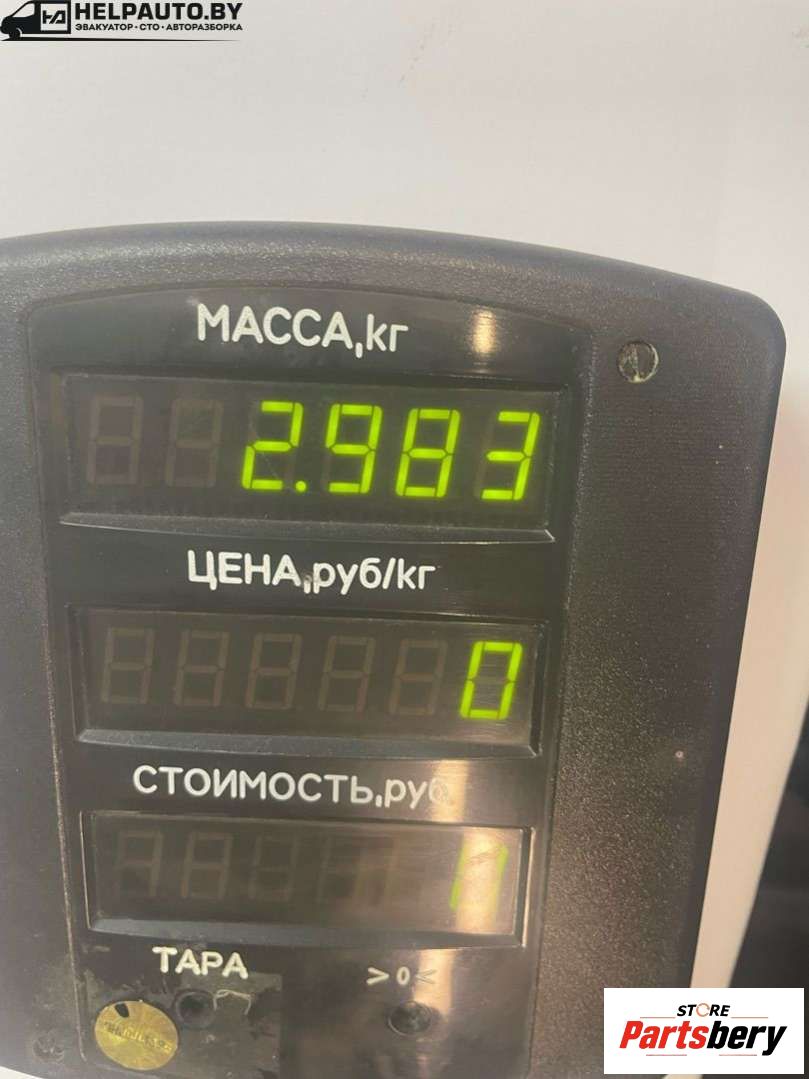 HELPAUTO.BY
ЭВАКУАТОР•СТО•АВТОРАЗБОРКА
МАССА,кг
2.983
ЦЕНА,руб/кг
0
СТОИМОСТЬ,руб
ТАРА
>0<
STORE
Partsbery